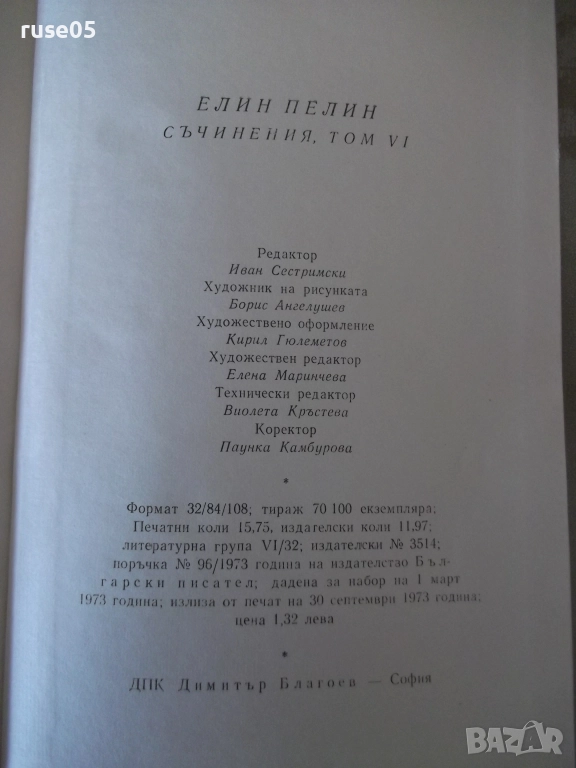 ruse05
ЕЛИН ПЕЛИН
СЪЧИНЕНИЯ, ТОМ VI
Редактор
Иван Сестримски
Художник на рисунката
Борис Ангелушев
Художествено оформление
Кирил Гюлеметов
Художествен редактор
Елена Маринчева
Технически редактор
Виолета Кръстева
Коректор
Паунка Камбурова
*
Формат 32/84/108; тираж 70 100 екземпляра;
Печатни коли 15,75, издателски коли 11,97;
литературна група VI/32; издателски № 3514;
поръчка № 96/1973 година на издателство Бъл-
гарски писател; дадена за набор на 1 март
1973 година; излиза от печат на 30 септември 1973 година;
цена 1,32 лева
*
ДПК Димитър Благоев — София
BAZAR